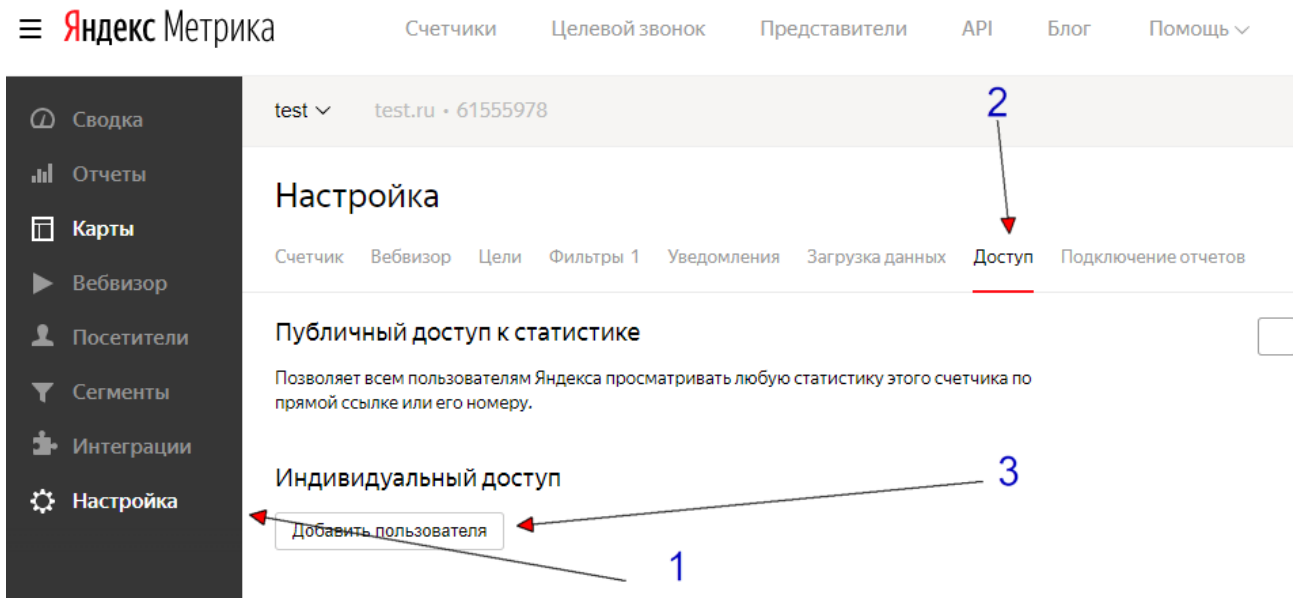 Яндекс Метрика Счетчики Целевой звонок Представители API Блог Помощь
test test.ru • 61555978
2
Сводка
Отчеты
Карты
Вебвизор
Посетители
Сегменты
Интеграции
Настройка
Настройка
Счетчик Вебвизор Цели Фильтры 1 Уведомления Загрузка данных Доступ Подключение отчетов
Публичный доступ к статистике
Позволяет всем пользователям Яндекса просматривать любую статистику этого счетчика по
прямой ссылке или его номеру.
Индивидуальный доступ
3
Добавить пользователя
1